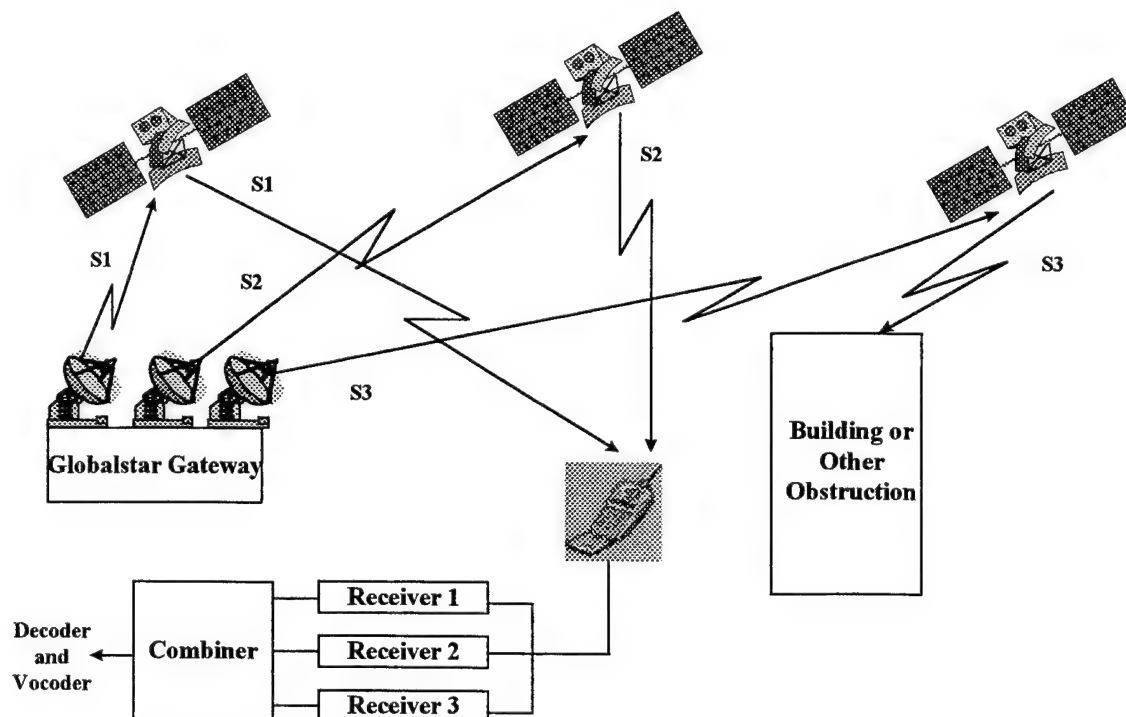 S1
S2
S1
S2
S3
S3
Globalstar Gateway
Building or
Other
Obstruction
Receiver 1
Decoder
and
Vocoder
Combiner
Receiver 2
Receiver 3